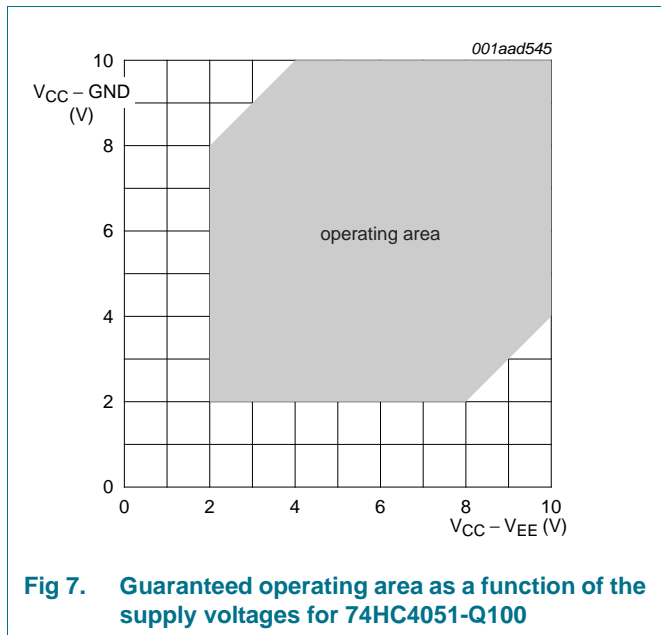 001aad545
10
VCC – GND
(V)
8
6
operating area
4
2
0
0 2 4 6 8 10
VCC – VEE (V)
Fig 7. Guaranteed operating area as a function of the
supply voltages for 74HC4051-Q100